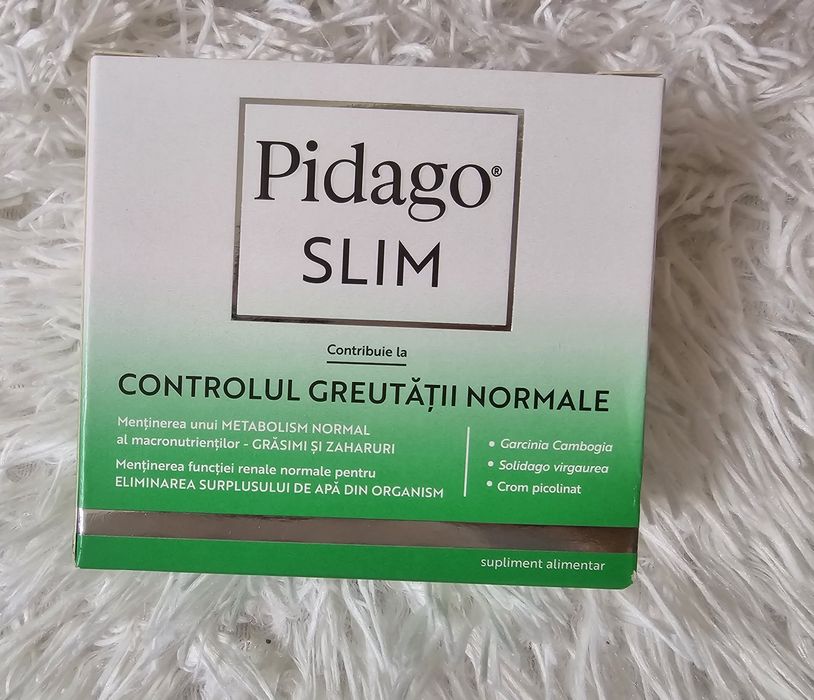 Pidago®
SLIM
Contribuie la
CONTROLUL GREUTĂȚII NORMALE
Menținerea unui METABOLISM NORMAL
al macronutrienților - GRĂSIMI ȘI ZAHARURI
Menținerea funcției renale normale pentru
ELIMINAREA SURPLUSULUI DE APĂ DIN ORGANISM
• Garcinia Cambogia
• Solidago virgaurea
• Crom picolinat
supliment alimentar